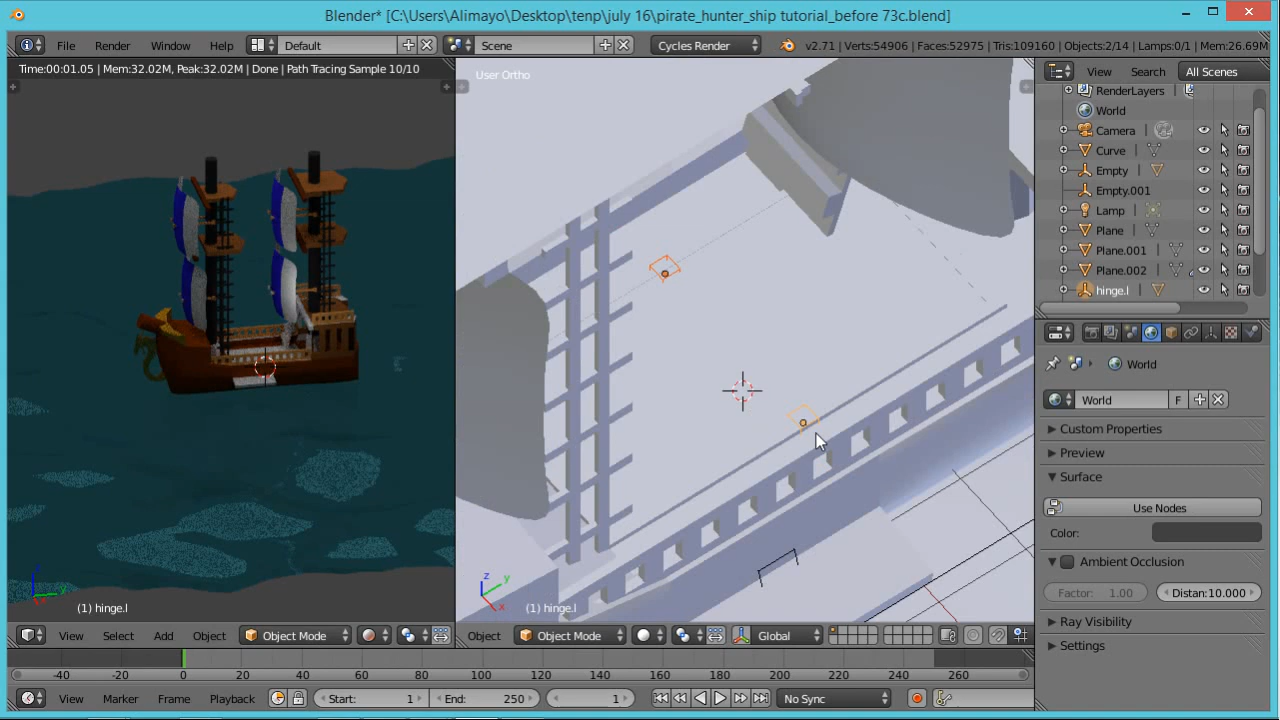 Blender* [C:\Users\Alimayo\Desktop\tenp\july 16\pirate_hunter_ship tutorial_before 73c.blend]
File Render Window Help Default Scene Cycles Render v2.71 | Verts:54906 | Faces:52975 | Tris:109160 | Objects:2/14 | Lamps:0/1 | Mem:26.69M
Time:00:01.05 | Mem:32.02M, Peak:32.02M | Done | Path Tracing Sample 10/10
User Ortho
View Search All Scenes
RenderLayers
World
Camera
Curve
Empty
Empty.001
Lamp
Plane
Plane.001
Plane.002
hinge.l
World
World F
Custom Properties
Preview
Surface
Use Nodes
Color:
Ambient Occlusion
Factor: 1.00 Distan:10.000
Ray Visibility
Settings
z y x
(1) hinge.l
z y x
(1) hinge.l
View Select Add Object Object Mode
Object Object Mode Global
-40 -20 0 20 40 60 80 100 120 140 160 180 200 220 240 260
View Marker Frame Playback Start: 1 End: 250 1 No Sync